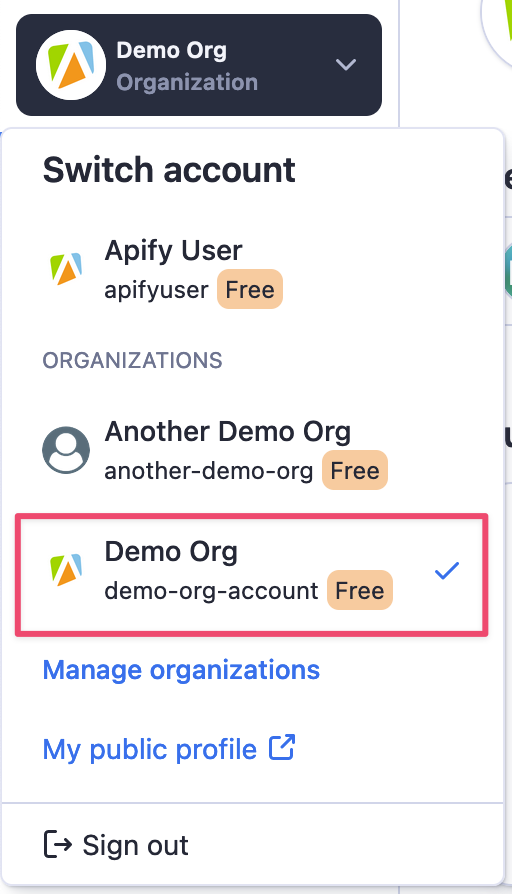 Demo Org
Organization
Switch account
Apify User
apifyuser Free
ORGANIZATIONS
Another Demo Org
another-demo-org Free
Demo Org
demo-org-account Free
Manage organizations
My public profile
Sign out